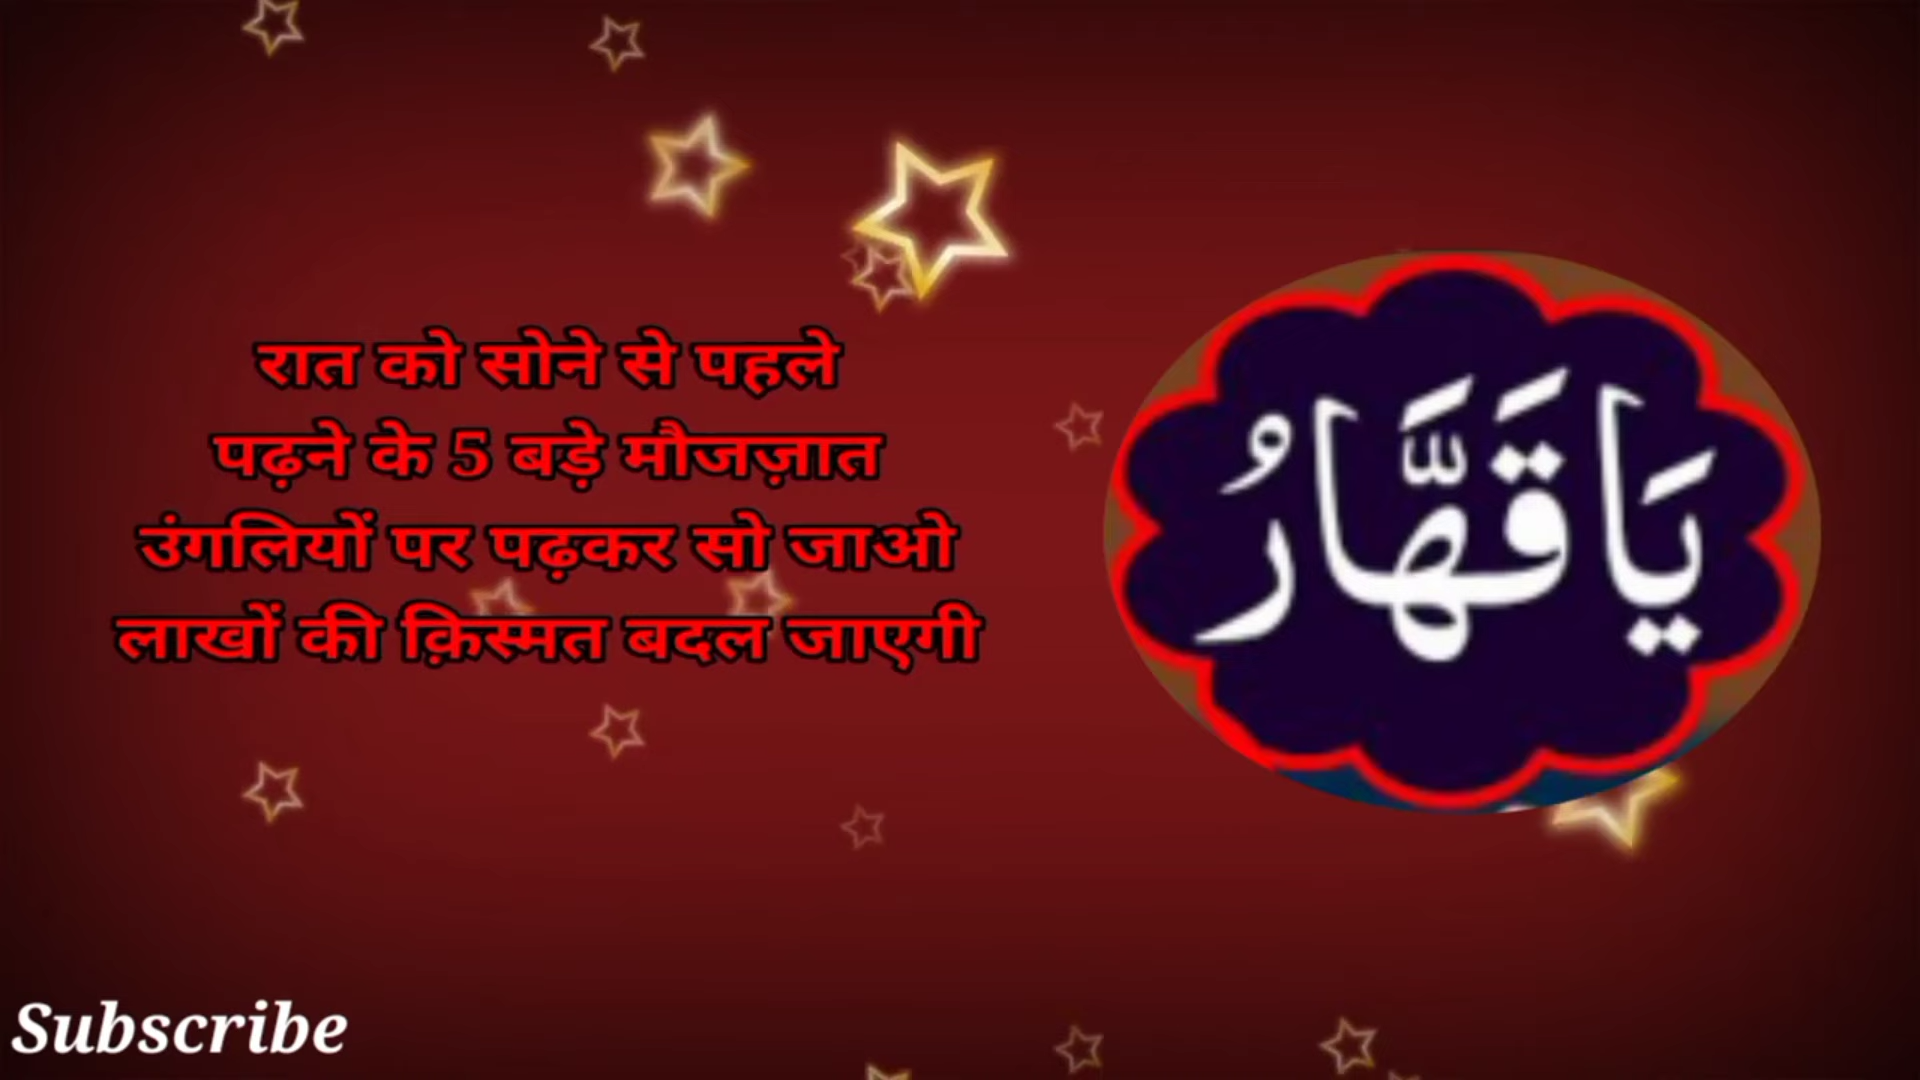 रात को सोने से पहले
पढ़ने के 5 बड़े मौजज़ात
उंगलियों पर पढ़कर सो जाओ
लाखों की क़िस्मत बदल जाएगी
يَا قَهَّارُ
Subscribe